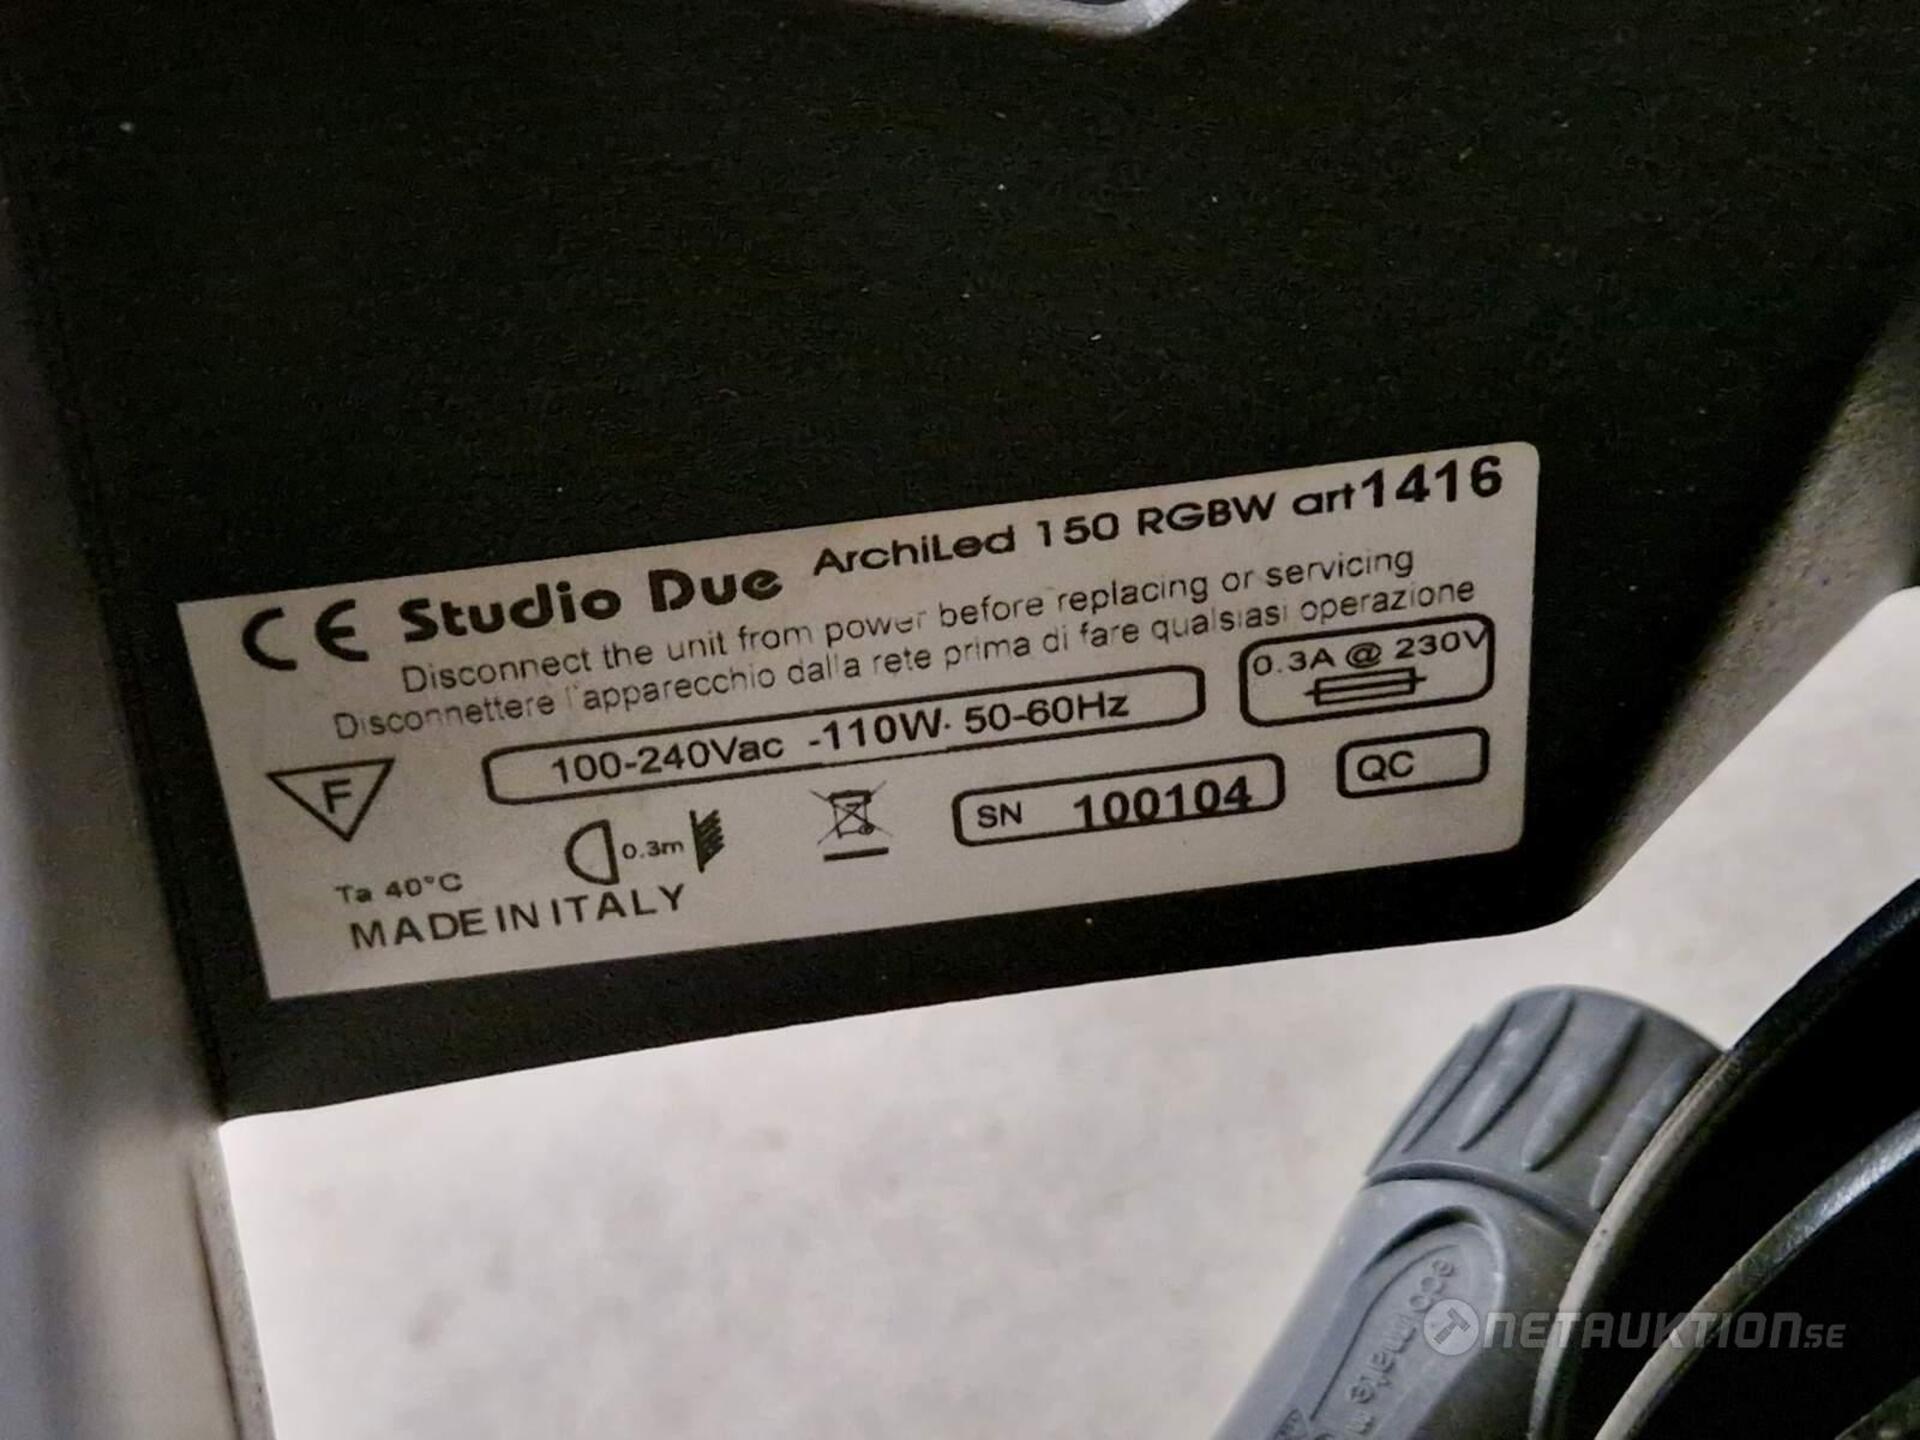 CE Studio Due ArchiLed 150 RGBW art1416
Disconnect the unit from power before replacing or servicing
Disconnettere l'apparecchio dalla rete prima di fare qualsiasi operazione
100-240Vac -110W- 50-60Hz
0.3A @ 230V
F
0.3m
SN 100104
QC
Ta 40°C
MADE IN ITALY
NETAUKTION.SE